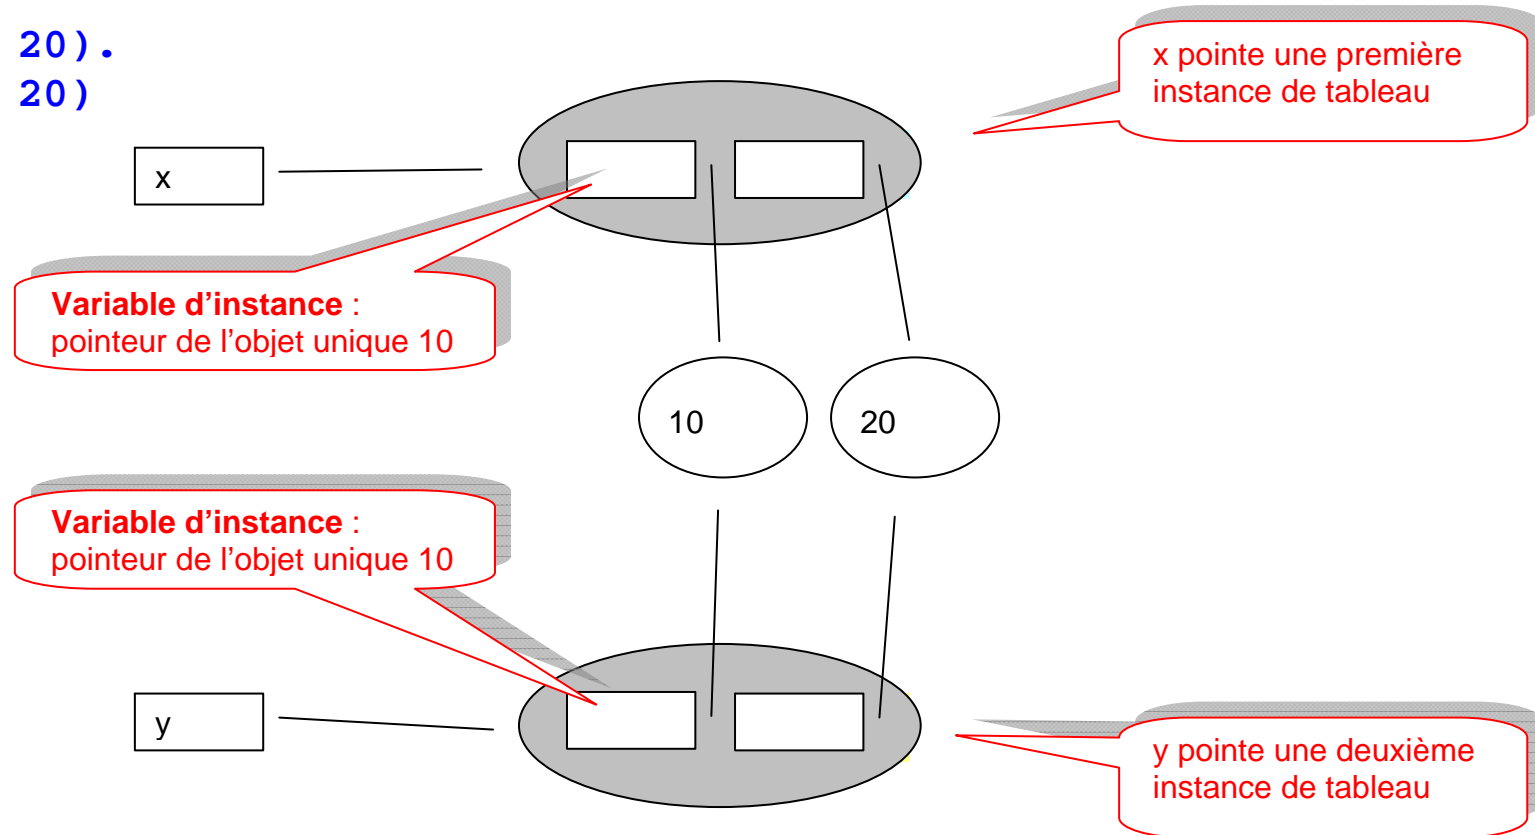 20).
20)
x pointe une première
instance de tableau
x
Variable d’instance :
pointeur de l’objet unique 10
10
20
Variable d’instance :
pointeur de l’objet unique 10
y
y pointe une deuxième
instance de tableau